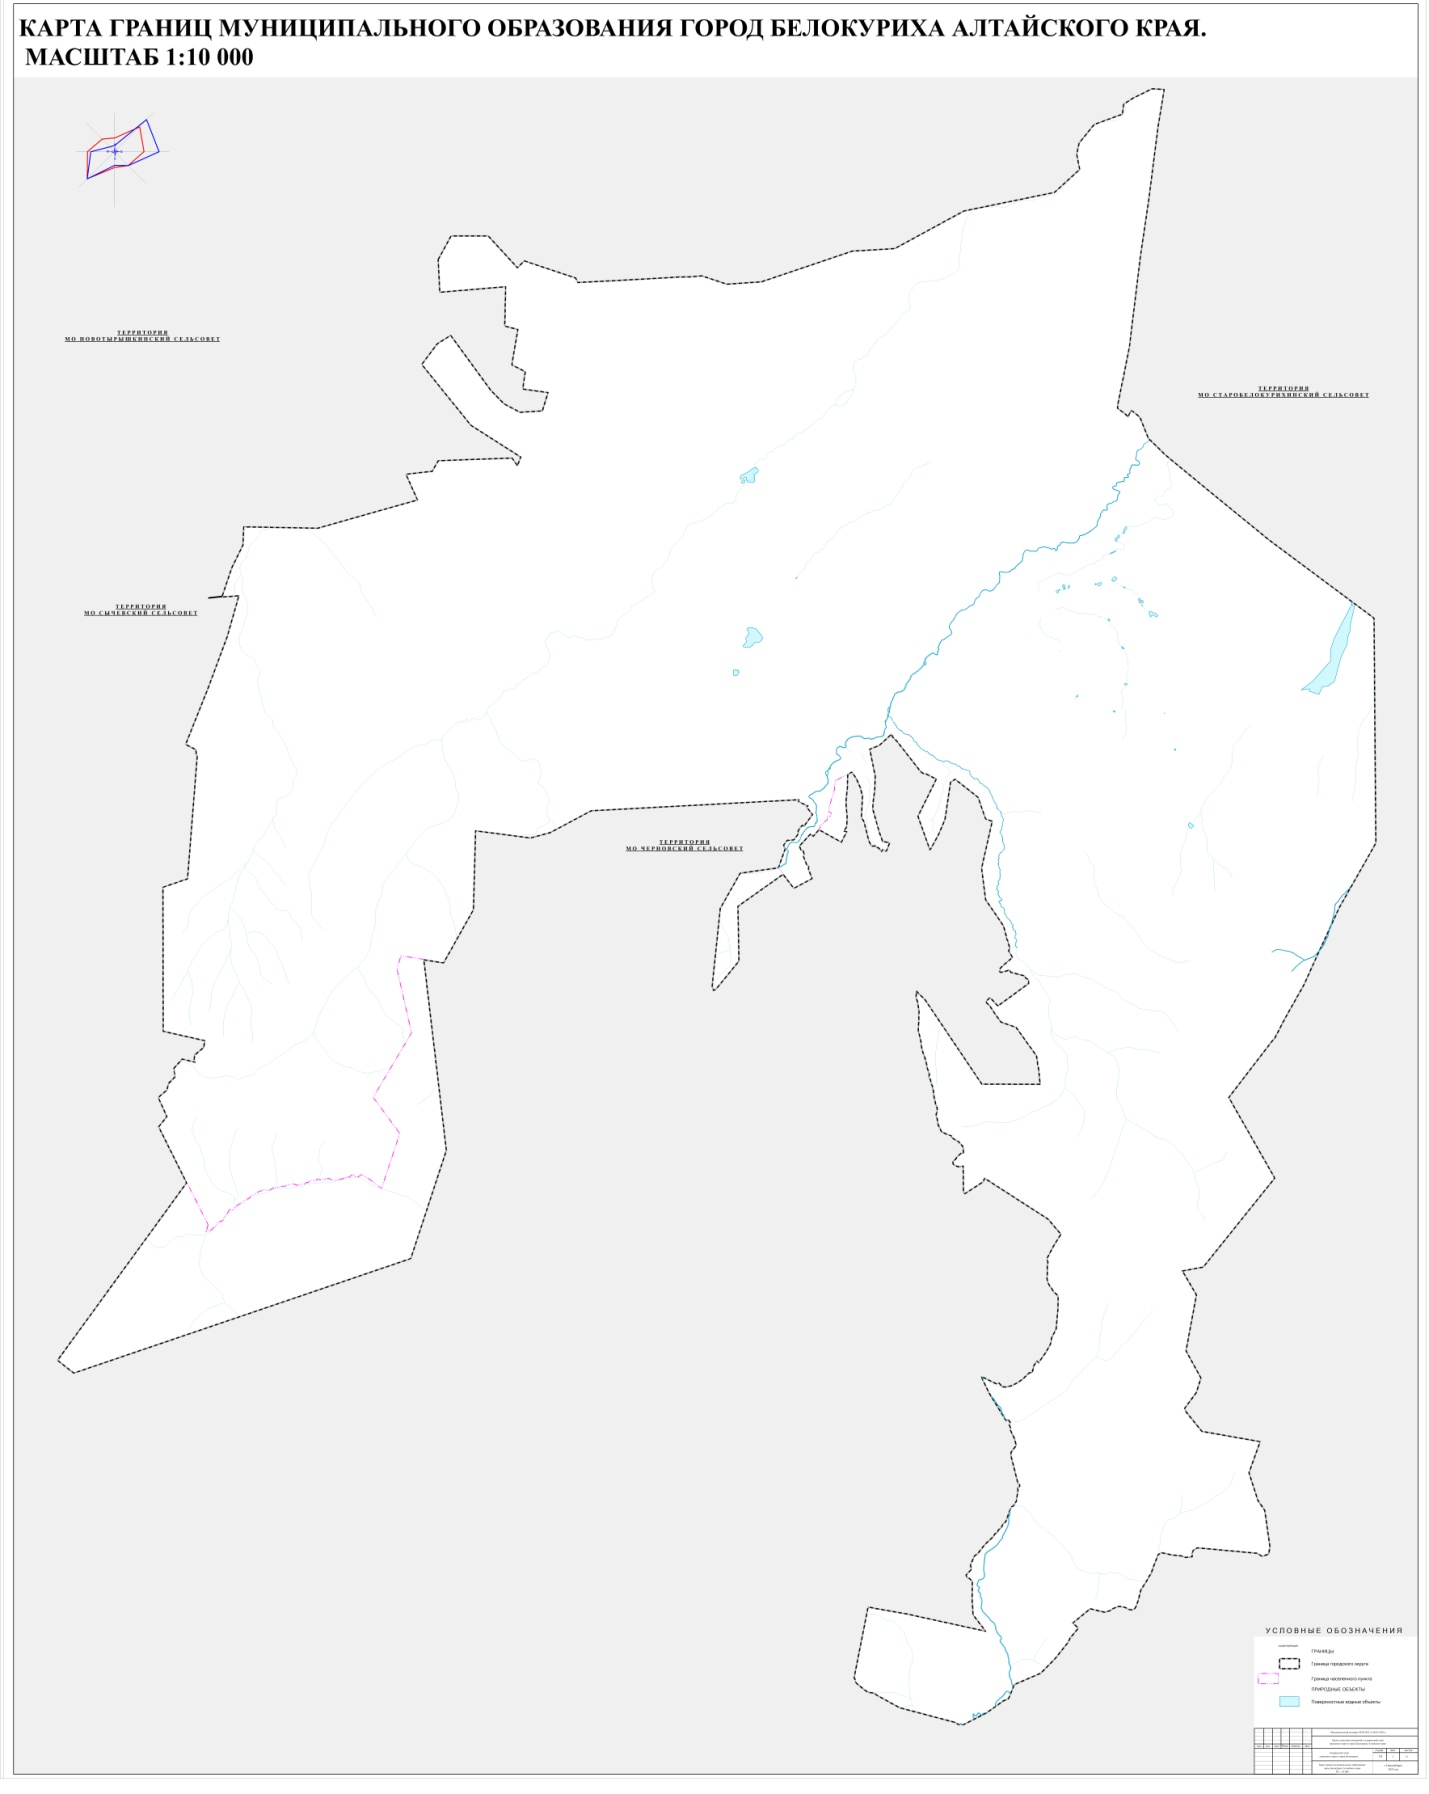 КАРТА ГРАНИЦ МУНИЦИПАЛЬНОГО ОБРАЗОВАНИЯ ГОРОД БЕЛОКУРИХА АЛТАЙСКОГО КРАЯ.
МАСШТАБ 1:10 000
ТЕРРИТОРИЯ
МО НОВОТЫРЫШКИНСКИЙ СЕЛЬСОВЕТ
ТЕРРИТОРИЯ
МО СТАРОБЕЛОКУРИХИНСКИЙ СЕЛЬСОВЕТ
ТЕРРИТОРИЯ
МО СЫЧЕВСКИЙ СЕЛЬСОВЕТ
ТЕРРИТОРИЯ
МО ЧЕРНОВСКИЙ СЕЛЬСОВЕТ
УСЛОВНЫЕ ОБОЗНАЧЕНИЯ
ГРАНИЦЫ
Граница городского округа
Граница населенного пункта
ПРИРОДНЫЕ ОБЪЕКТЫ
Поверхностные водные объекты